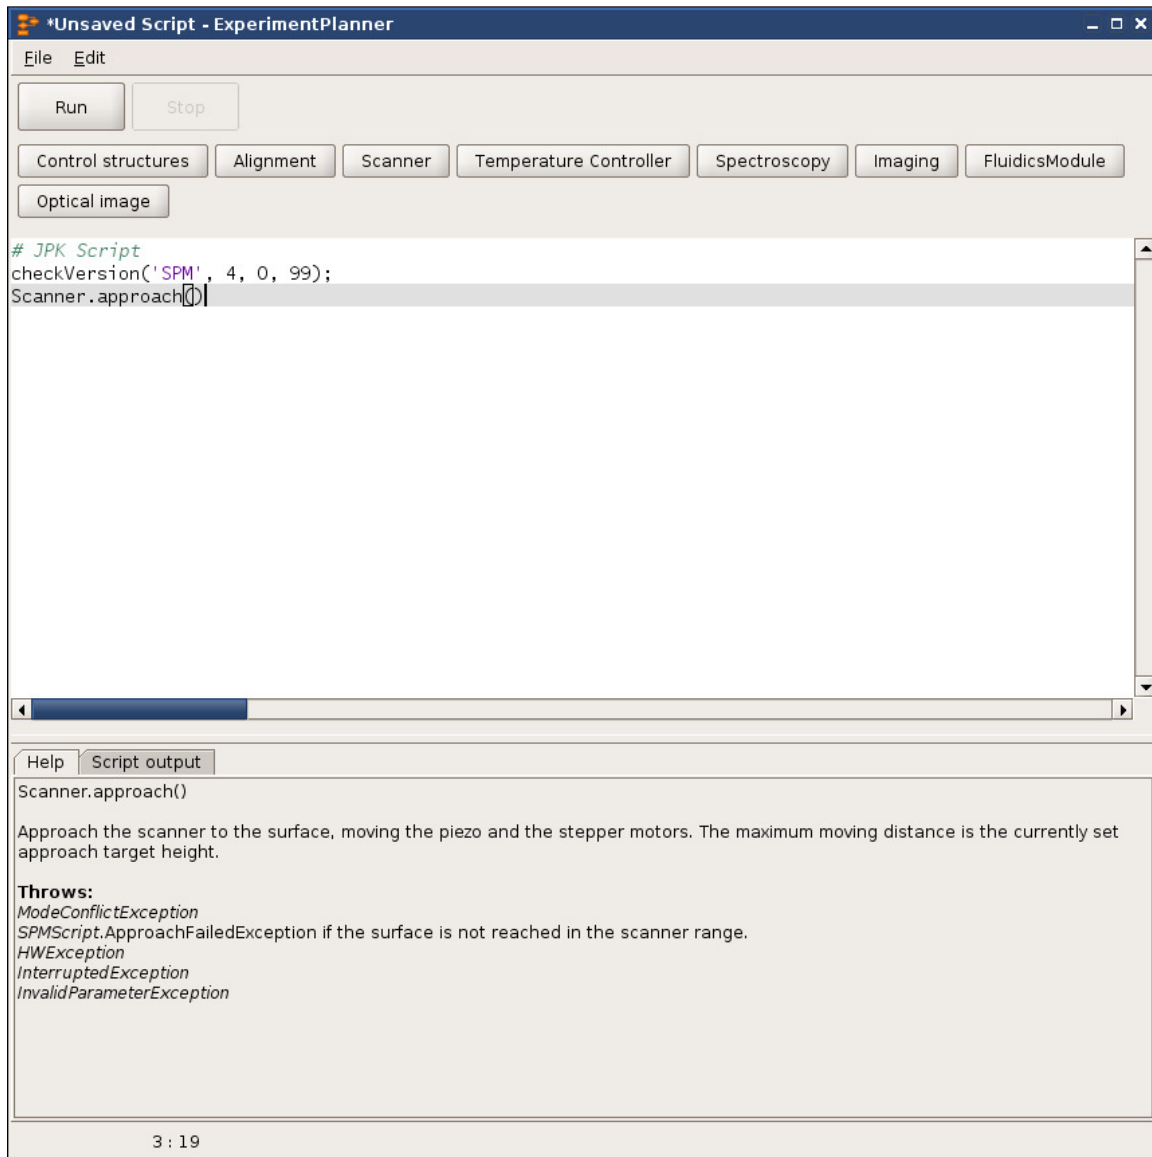 *Unsaved Script - ExperimentPlanner
File Edit
Run Stop
Control structures Alignment Scanner Temperature Controller Spectroscopy Imaging FluidicsModule
Optical image
# JPK Script
checkVersion('SPM', 4, 0, 99);
Scanner.approach()
Help Script output
Scanner.approach()
Approach the scanner to the surface, moving the piezo and the stepper motors. The maximum moving distance is the currently set
approach target height.
Throws:
ModeConflictException
SPMScript.ApproachFailedException if the surface is not reached in the scanner range.
HWException
InterruptedException
InvalidParameterException
3:19